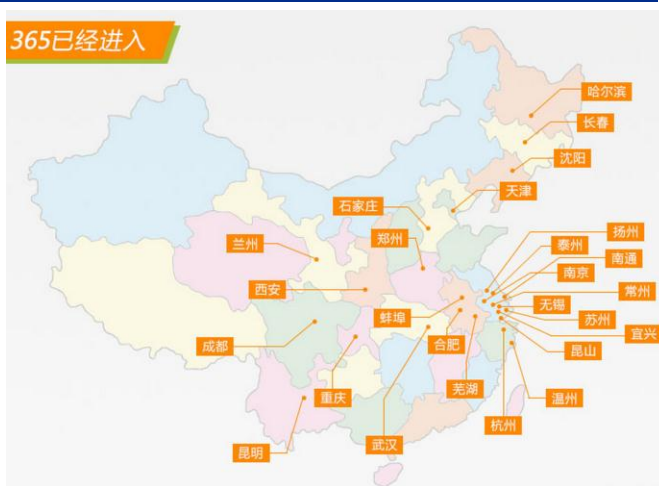 365已经进入
哈尔滨
长春
沈阳
天津
石家庄
郑州
兰州
西安
扬州
泰州
南通
南京
常州
无锡
苏州
宜兴
昆山
蚌埠
合肥
成都
重庆
芜湖
温州
杭州
武汉
昆明